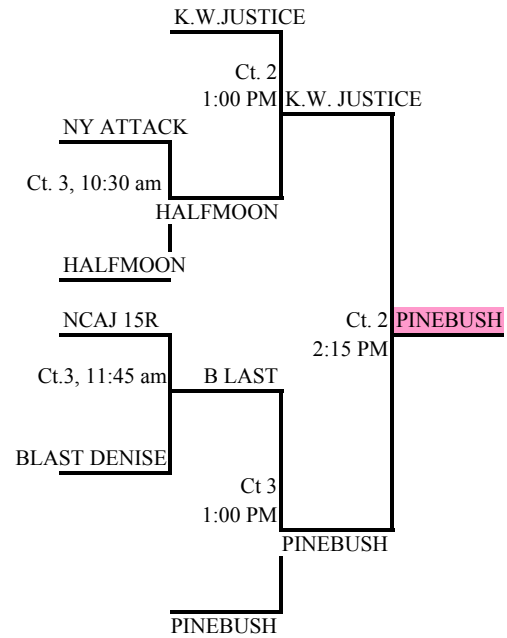 K.W.JUSTICE
Ct. 2
1:00 PM
K.W. JUSTICE
NY ATTACK
Ct. 3, 10:30 am
HALFMOON
HALFMOON
NCAJ 15R
Ct. 2
PINEBUSH
2:15 PM
Ct.3, 11:45 am
B LAST
BLAST DENISE
Ct 3
1:00 PM
PINEBUSH
PINEBUSH